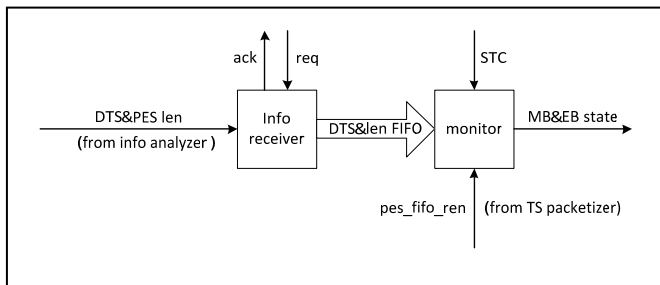 ack
req
STC
DTS&PES len
(from info analyzer )
Info
receiver
DTS&len FIFO
monitor
MB&EB state
pes_fifo_ren
(from TS packetizer)